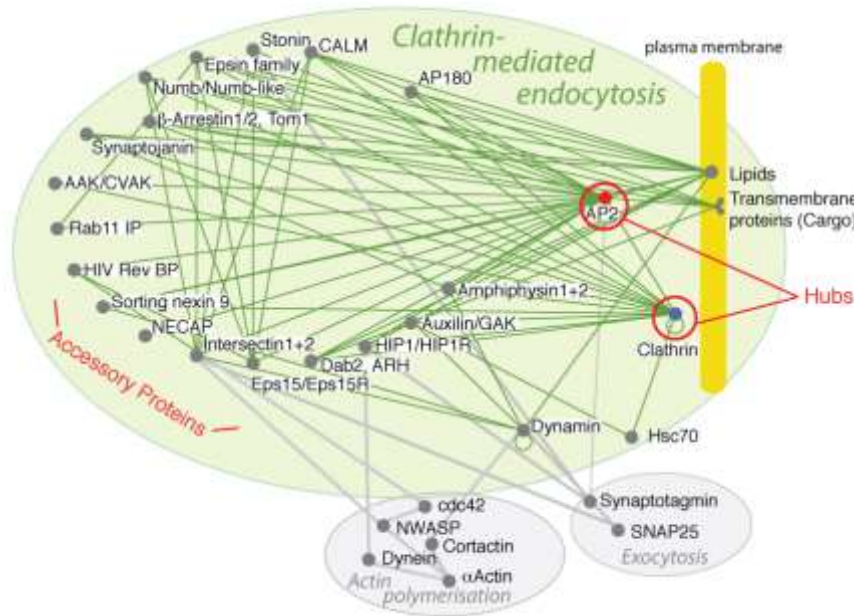 Clathrin-
mediated
endocytosis
plasma membrane
Stonin
CALM
Epsin family
AP180
Numb/Numb-like
β-Arrestin1/2, Tom1
Synaptojanin
Lipids
AAK/CVAK
Transmembrane
proteins (Cargo)
AP2
Rab11 IP
HIV Rev BP
Amphiphysin1+2
Hubs
Sorting nexin 9
NECAP
Auxilin/GAK
Intersectin1+2
HIP1/HIP1R
Clathrin
Dab2, ARH
Eps15/Eps15R
Accessory Proteins
Dynamin
Hsc70
cdc42
Synaptotagmin
NWASP
SNAP25
Cortactin
Exocytosis
Dynein
αActin
Actin
polymerisation